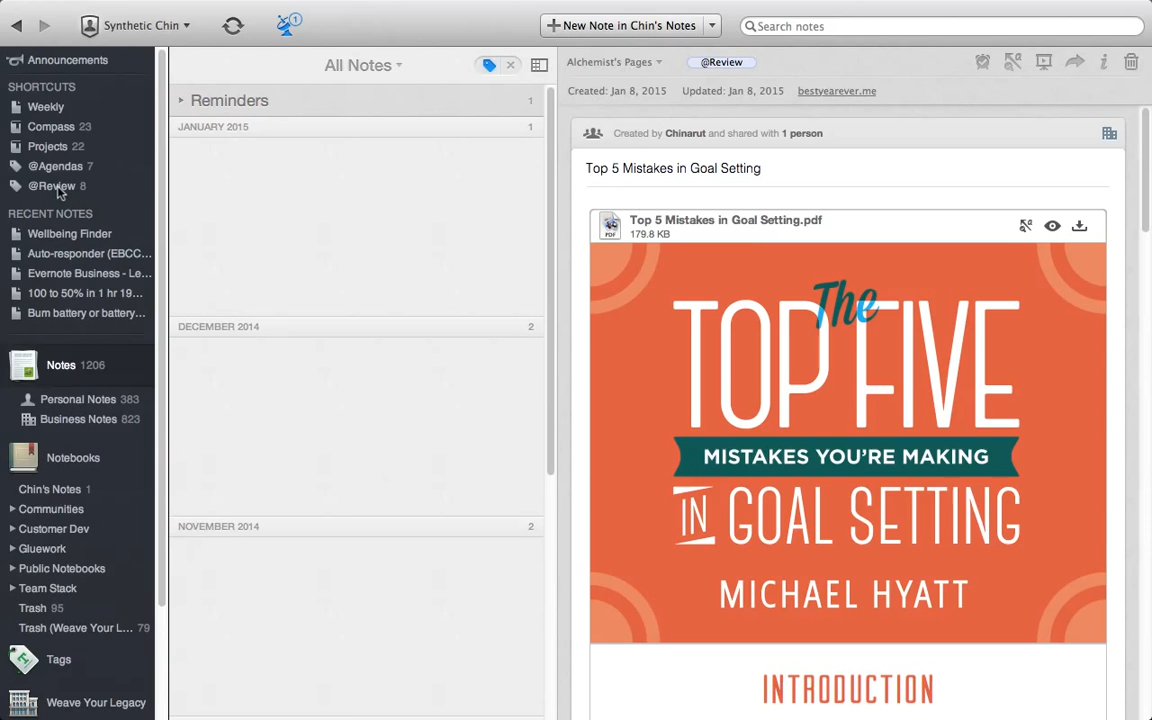 Synthetic Chin
1
New Note in Chin's Notes
Search notes
Announcements
SHORTCUTS
Weekly
Compass 23
Projects 22
@Agendas 7
@Review 8
RECENT NOTES
Wellbeing Finder
Auto-responder (EBCC...
Evernote Business - Le...
100 to 50% in 1 hr 19...
Bum battery or battery...
Notes 1206
Personal Notes 383
Business Notes 823
Notebooks
Chin's Notes 1
Communities
Customer Dev
Gluework
Public Notebooks
Team Stack
Trash 95
Trash (Weave Your L... 79
Tags
Weave Your Legacy
All Notes
Reminders 1
JANUARY 2015 1
DECEMBER 2014 2
NOVEMBER 2014 2
Alchemist's Pages
@Review
Created: Jan 8, 2015 Updated: Jan 8, 2015 bestyearever.me
Created by Chinarut and shared with 1 person
Top 5 Mistakes in Goal Setting
PDF
Top 5 Mistakes in Goal Setting.pdf
179.8 KB
The
TOP FIVE
MISTAKES YOU'RE MAKING
IN GOAL SETTING
MICHAEL HYATT
INTRODUCTION